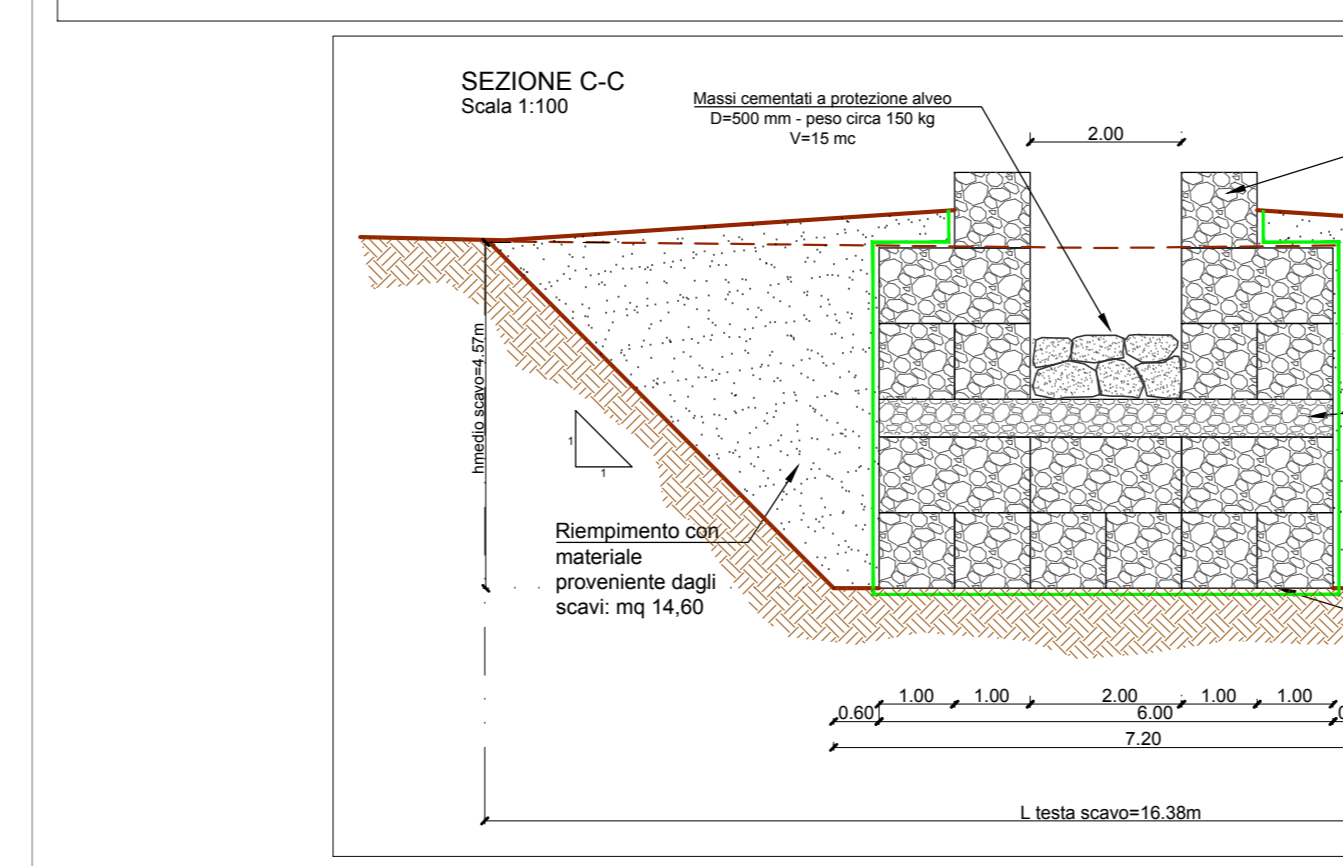 SEZIONE C-C
Scala 1:100
Massi cementati a protezione alveo
D=500 mm - peso circa 150 kg
V=15 mc
2.00
hmedio scavo=4.57m
1
1
Riempimento con
materiale
proveniente dagli
scavi: mq 14,60
1.00 1.00 2.00 1.00 1.00
0.60 6.00
7.20
L testa scavo=16.38m